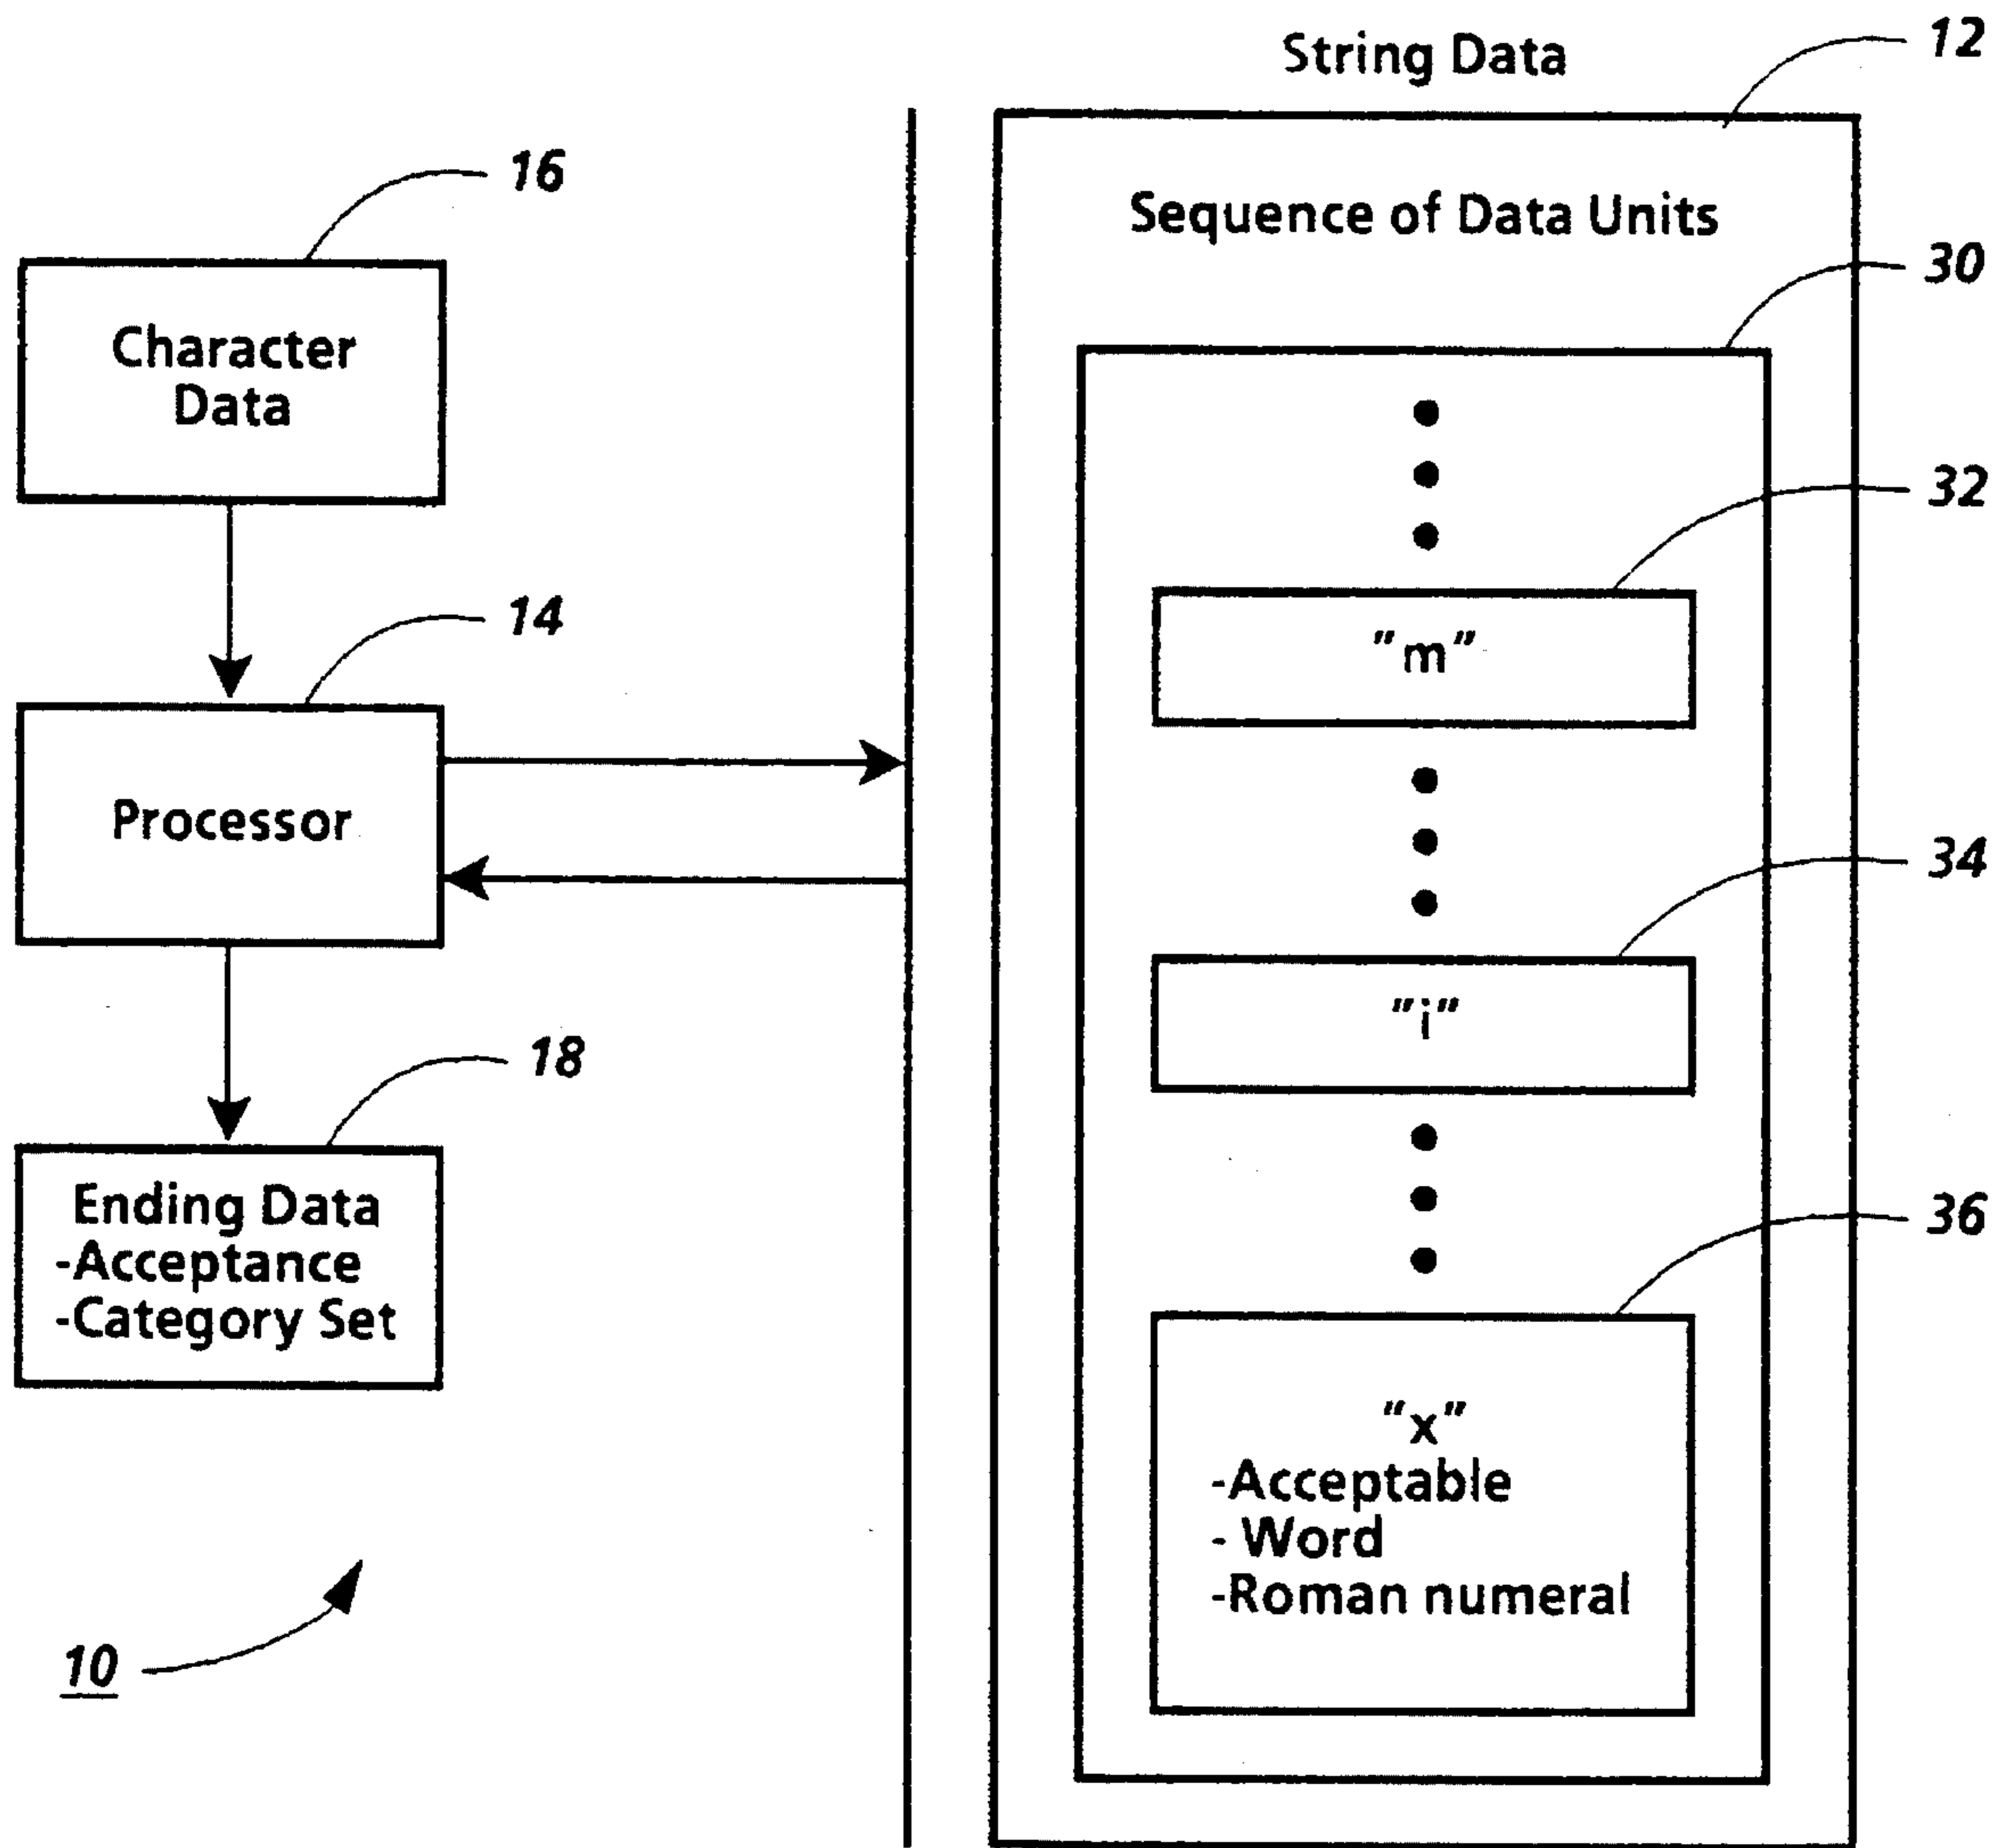 String Data
12
16
Sequence of Data Units
30
Character
Data
32
14
"m"
Processor
34
"i"
18
Ending Data
-Acceptance
-Category Set
36
"x"
-Acceptable
- Word
-Roman numeral
10